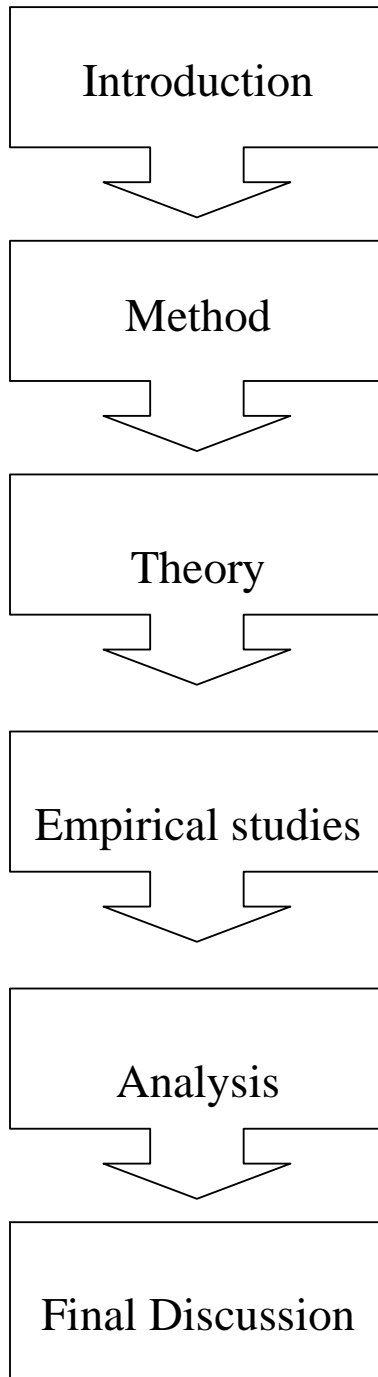 Introduction
Method
Theory
Empirical studies
Analysis
Final Discussion